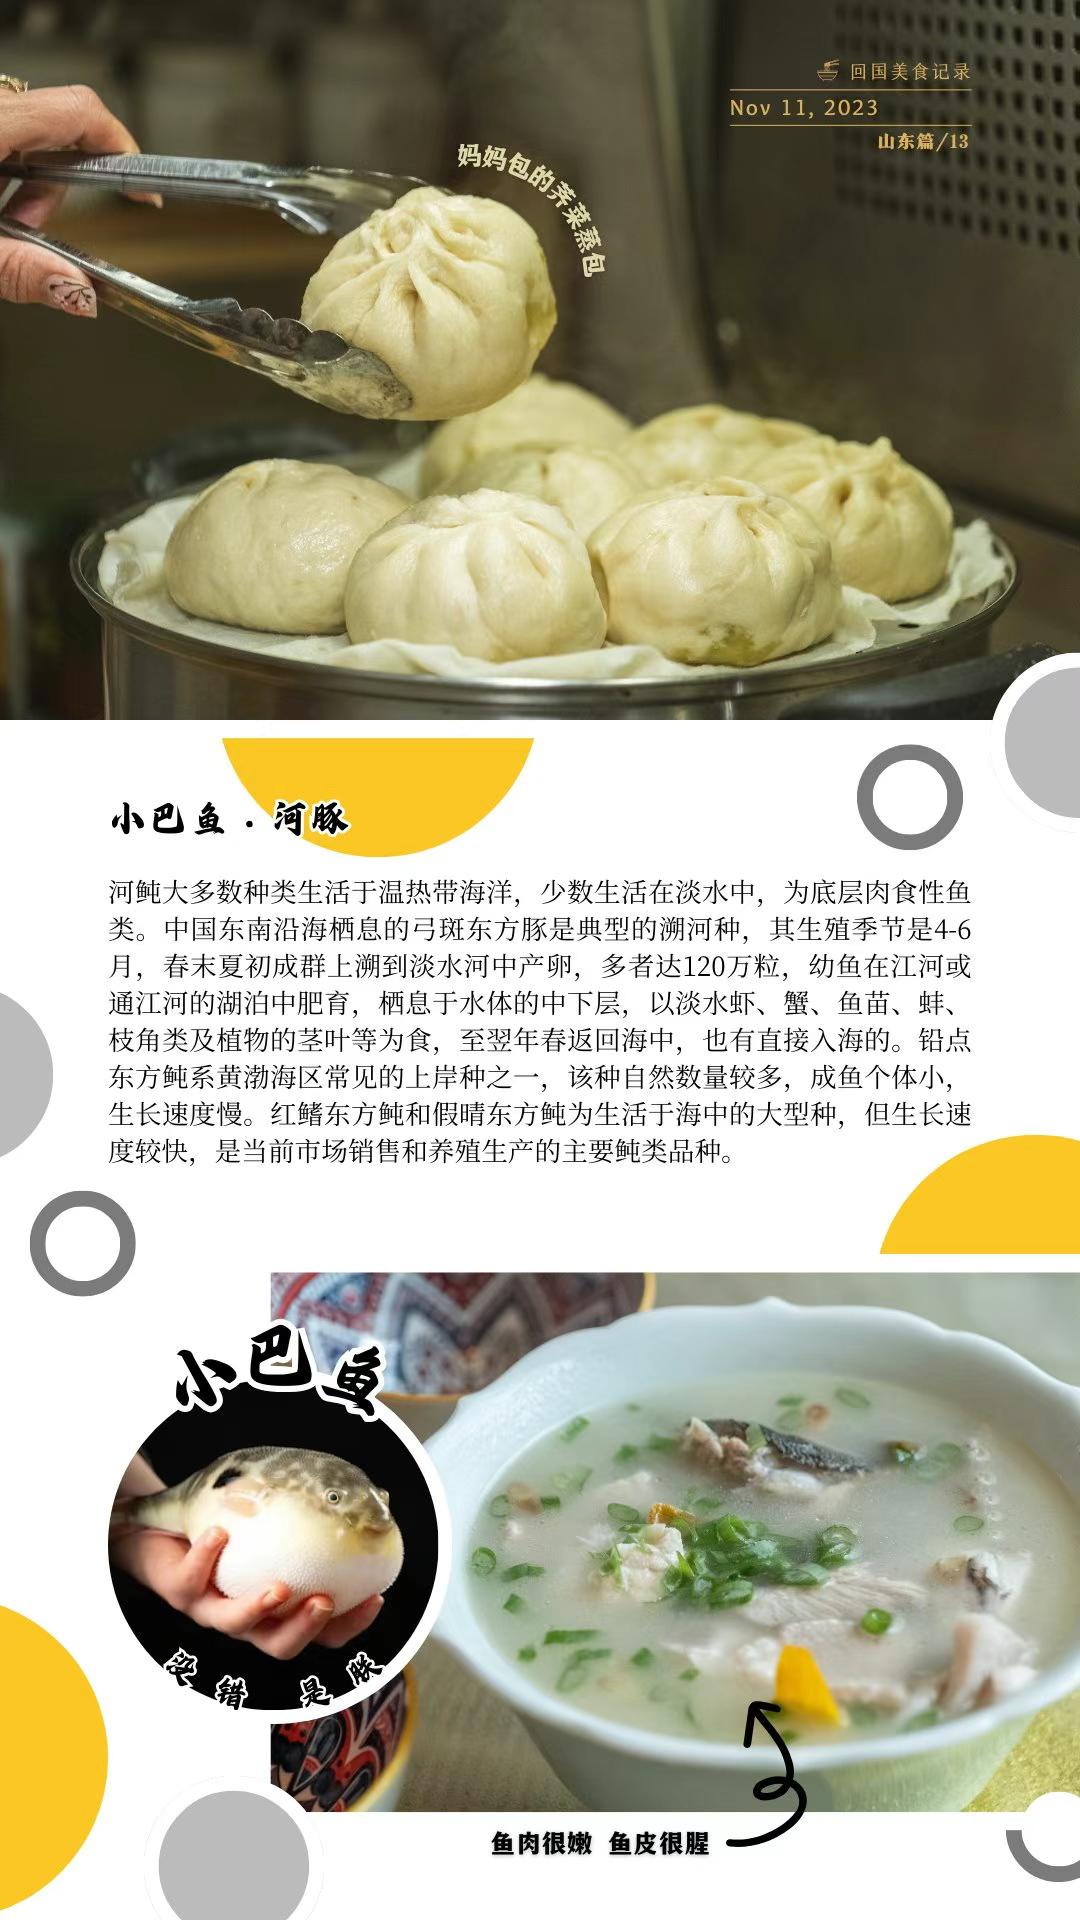 回国美食记录
Nov 11, 2023
山东篇/13
妈妈包的荠菜蒸包
小巴鱼 . 河豚
河鲀大多数种类生活于温热带海洋，少数生活在淡水中，为底层肉食性鱼
类。中国东南沿海栖息的弓斑东方豚是典型的溯河种，其生殖季节是4-6
月，春末夏初成群上溯到淡水河中产卵，多者达120万粒，幼鱼在江河或
通江河的湖泊中肥育，栖息于水体的中下层，以淡水虾、蟹、鱼苗、蚌、
枝角类及植物的茎叶等为食，至翌年春返回海中，也有直接入海的。铅点
东方鲀系黄渤海区常见的上岸种之一，该种自然数量较多，成鱼个体小，
生长速度慢。红鳍东方鲀和假晴东方鲀为生活于海中的大型种，但生长速
度较快，是当前市场销售和养殖生产的主要鲀类品种。
小巴鱼
没错 是朕
鱼肉很嫩 鱼皮很腥